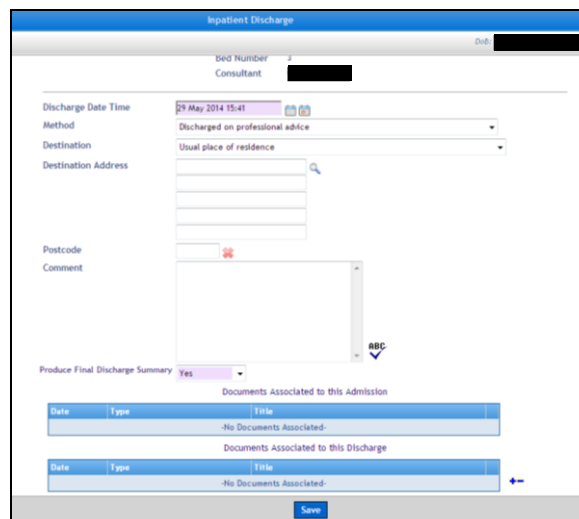 Inpatient Discharge
DoB:
Bed Number 3
Consultant
Discharge Date Time 29 May 2014 15:41
Method Discharged on professional advice
Destination Usual place of residence
Destination Address
Postcode
Comment
ABC
Produce Final Discharge Summary Yes
Documents Associated to this Admission
Date Type Title
-No Documents Associated-
Documents Associated to this Discharge
Date Type Title
-No Documents Associated-
Save